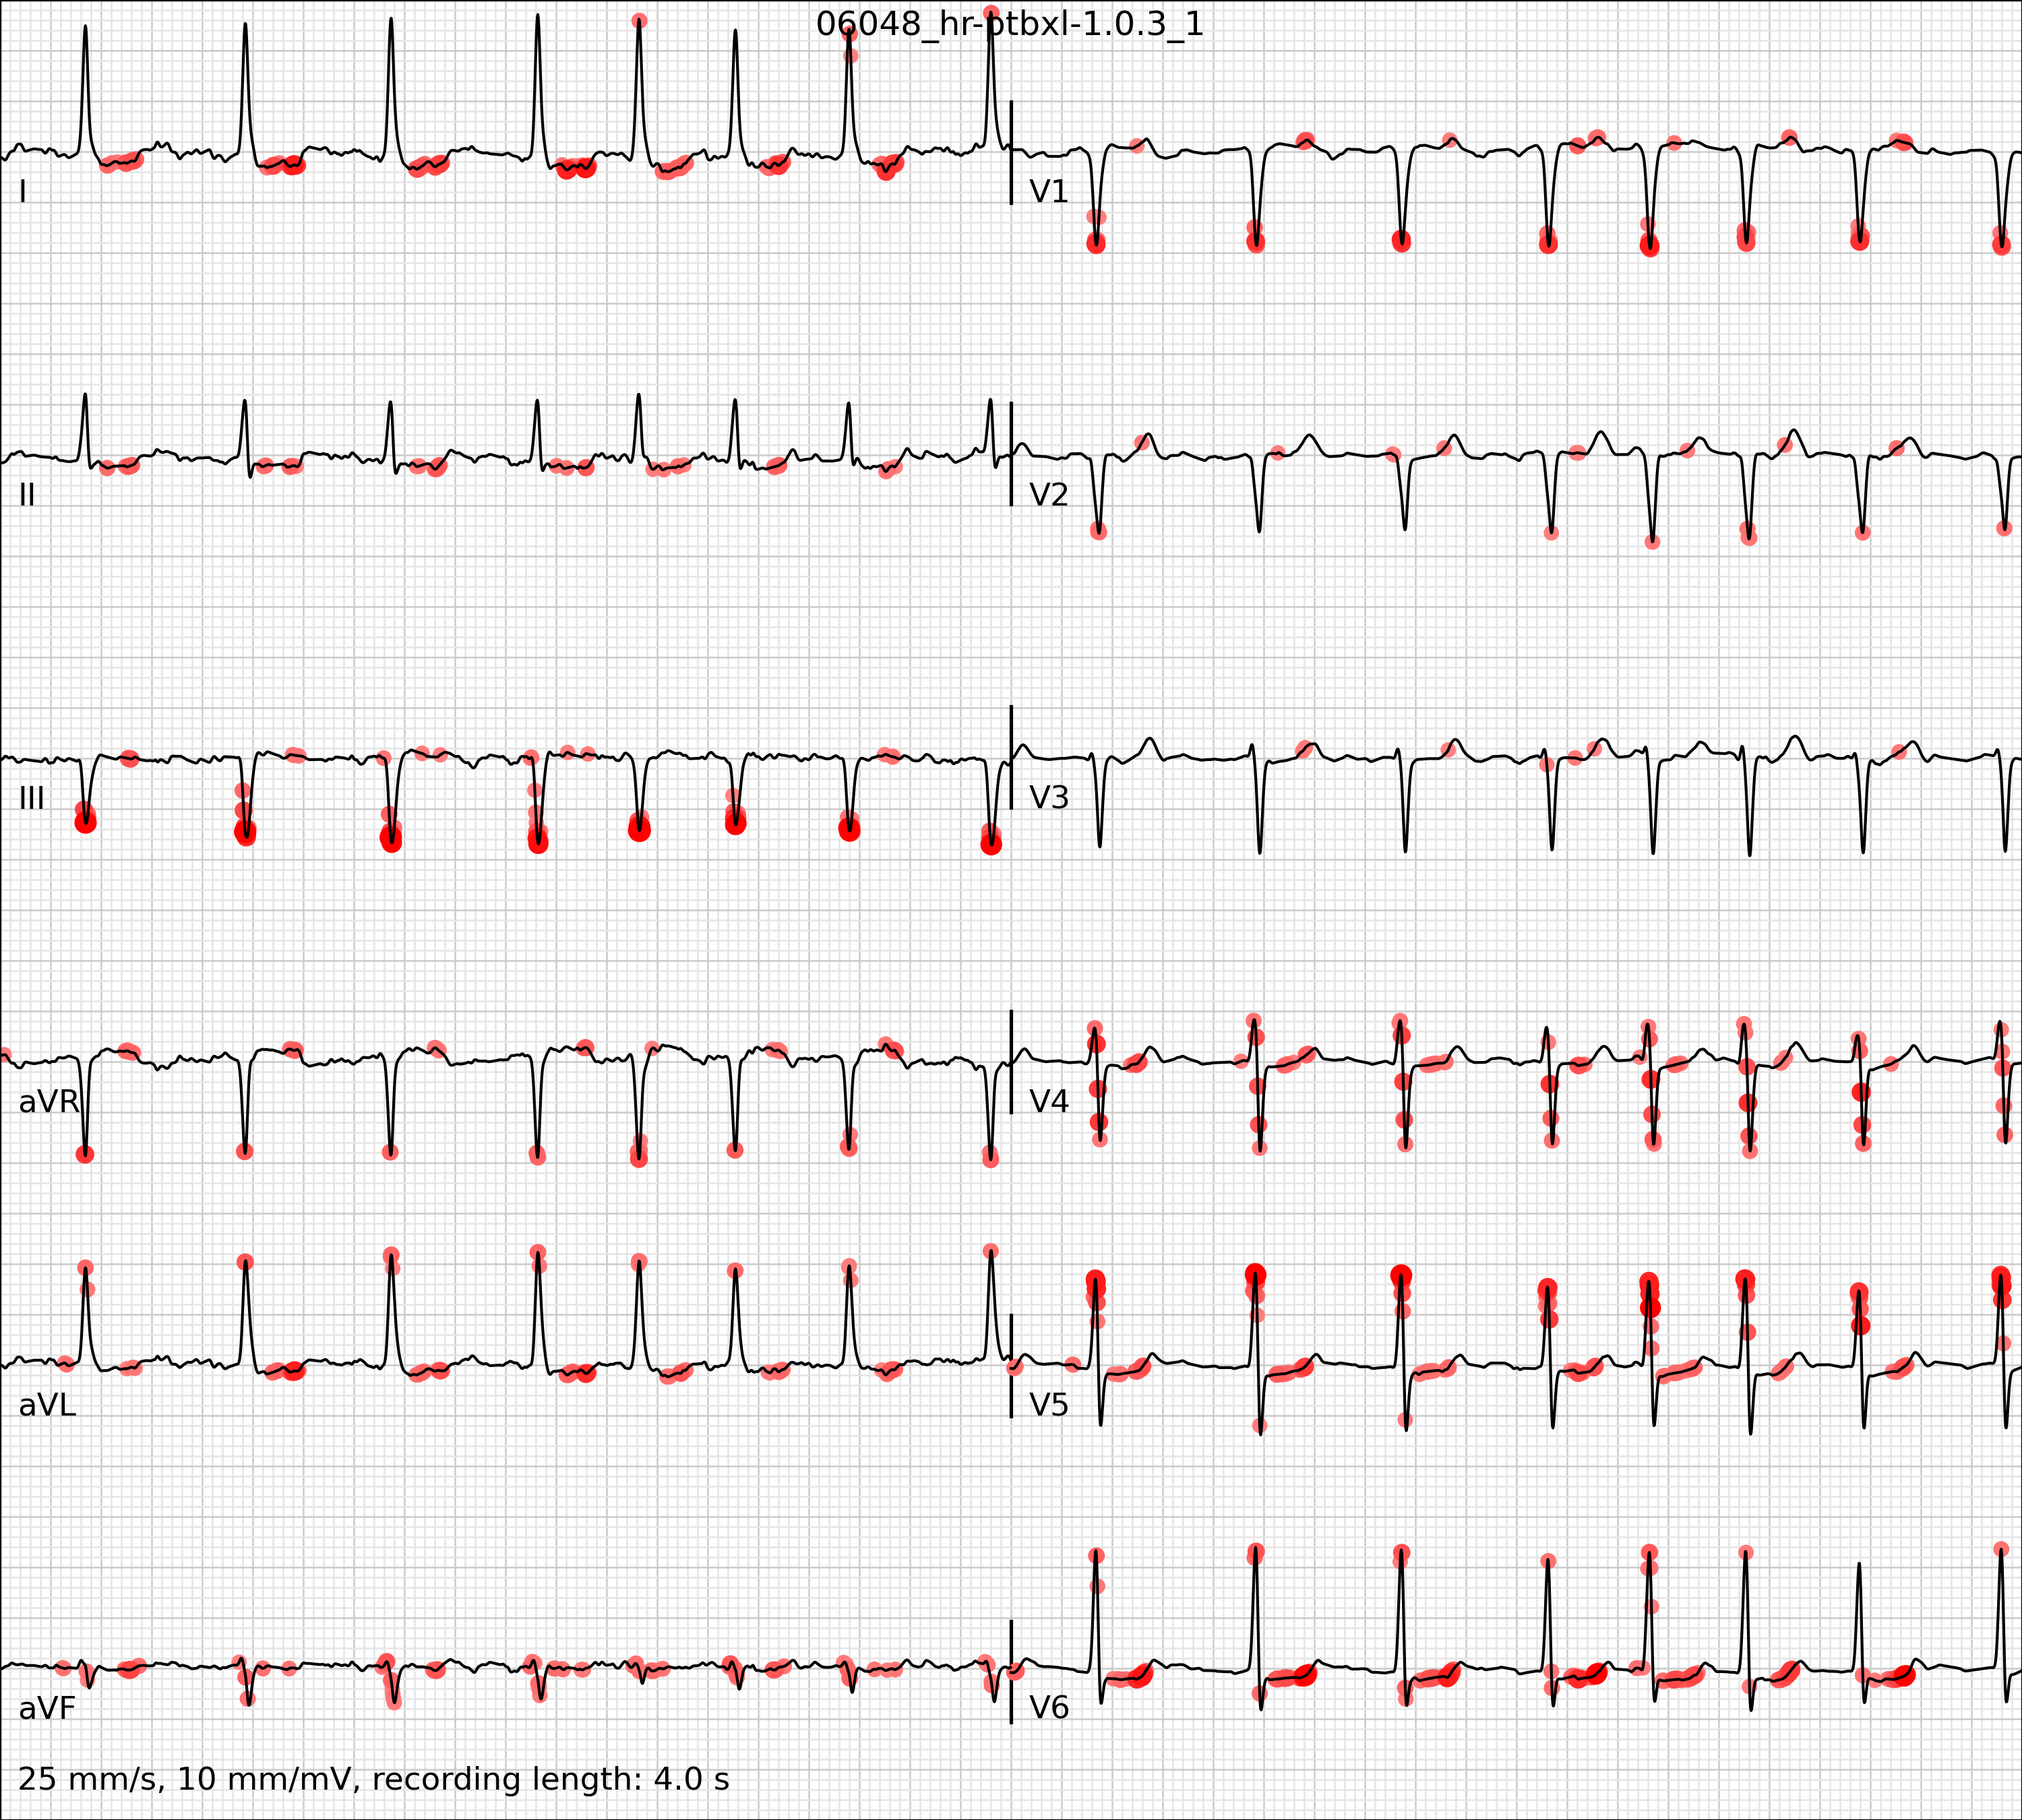 06048_hr-ptbxl-1.0.3_1
I
V1
II
V2
III
V3
aVR
V4
aVL
V5
aVF
V6
25 mm/s, 10 mm/mV, recording length: 4.0 s